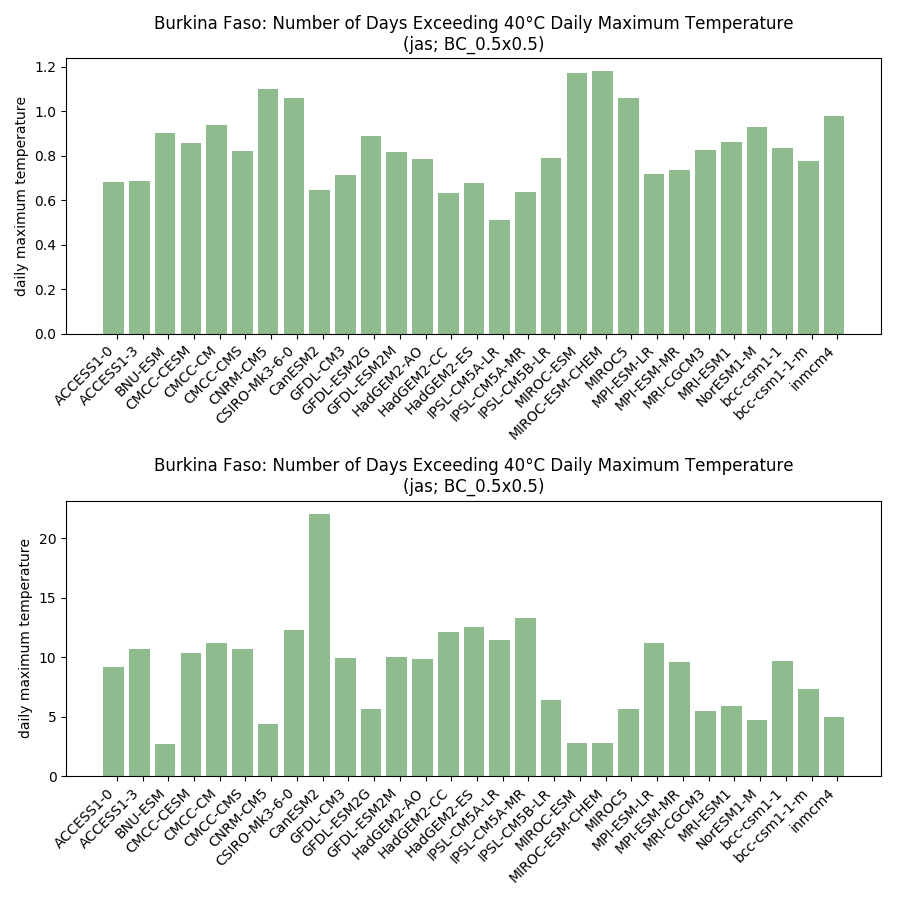 Burkina Faso: Number of Days Exceeding 40°C Daily Maximum Temperature
(jas; BC_0.5x0.5)
daily maximum temperature
1.2
1.0
0.8
0.6
0.4
0.2
0.0
ACCESS1-0
ACCESS1-3
BNU-ESM
CMCC-CESM
CMCC-CM
CMCC-CMS
CNRM-CM5
CSIRO-Mk3-6-0
CanESM2
GFDL-CM3
GFDL-ESM2G
GFDL-ESM2M
HadGEM2-AO
HadGEM2-CC
HadGEM2-ES
IPSL-CM5A-LR
IPSL-CM5A-MR
IPSL-CM5B-LR
MIROC-ESM
MIROC-ESM-CHEM
MIROC5
MPI-ESM-LR
MPI-ESM-MR
MRI-CGCM3
MRI-ESM1
NorESM1-M
bcc-csm1-1
bcc-csm1-1-m
inmcm4
Burkina Faso: Number of Days Exceeding 40°C Daily Maximum Temperature
(jas; BC_0.5x0.5)
daily maximum temperature
20
15
10
5
0
ACCESS1-0
ACCESS1-3
BNU-ESM
CMCC-CESM
CMCC-CM
CMCC-CMS
CNRM-CM5
CSIRO-Mk3-6-0
CanESM2
GFDL-CM3
GFDL-ESM2G
GFDL-ESM2M
HadGEM2-AO
HadGEM2-CC
HadGEM2-ES
IPSL-CM5A-LR
IPSL-CM5A-MR
IPSL-CM5B-LR
MIROC-ESM
MIROC-ESM-CHEM
MIROC5
MPI-ESM-LR
MPI-ESM-MR
MRI-CGCM3
MRI-ESM1
NorESM1-M
bcc-csm1-1
bcc-csm1-1-m
inmcm4